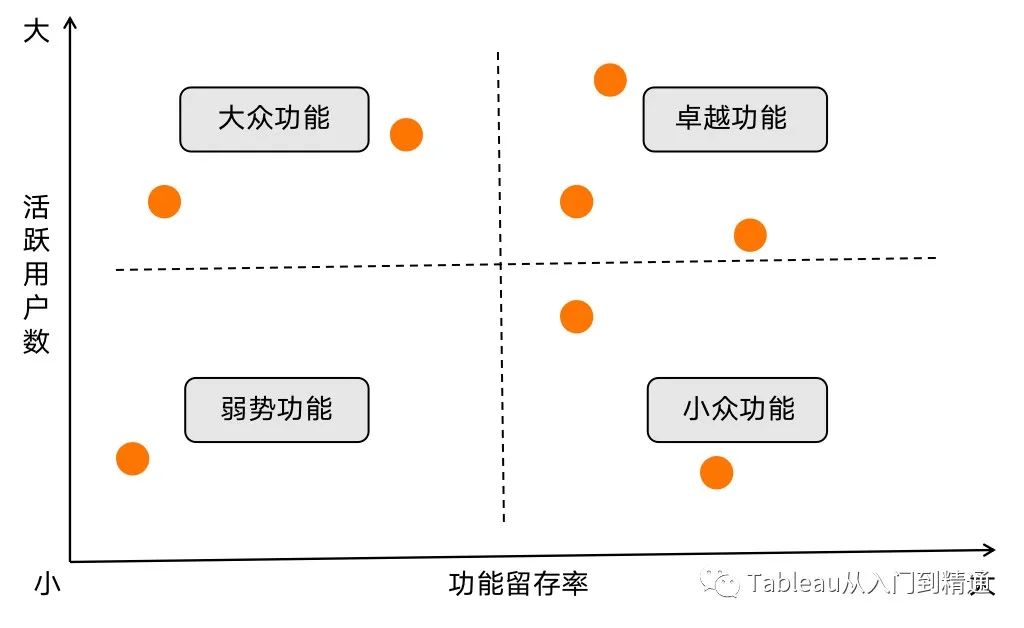 大
大众功能
卓越功能
活跃用户数
弱势功能
小众功能
小
功能留存率
Tableau从入门到精通